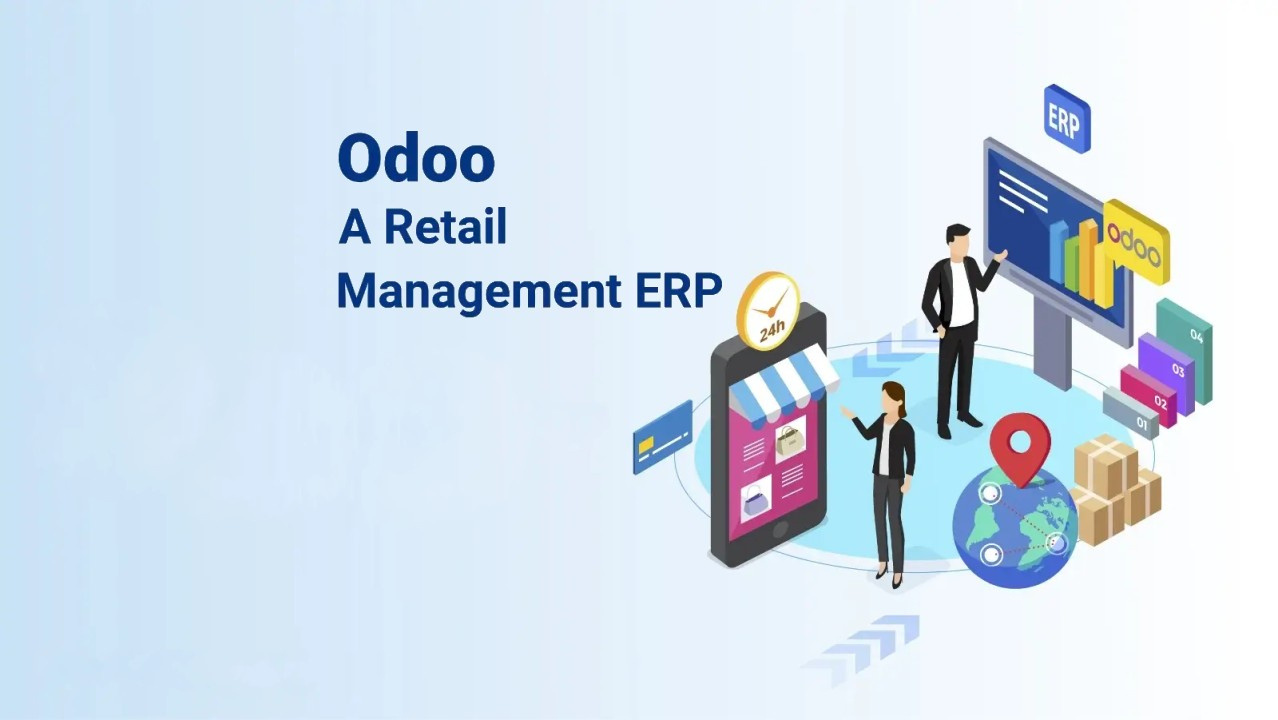 Odoo
A Retail
Management ERP
ERP
odoo
24h
04
03
02
01